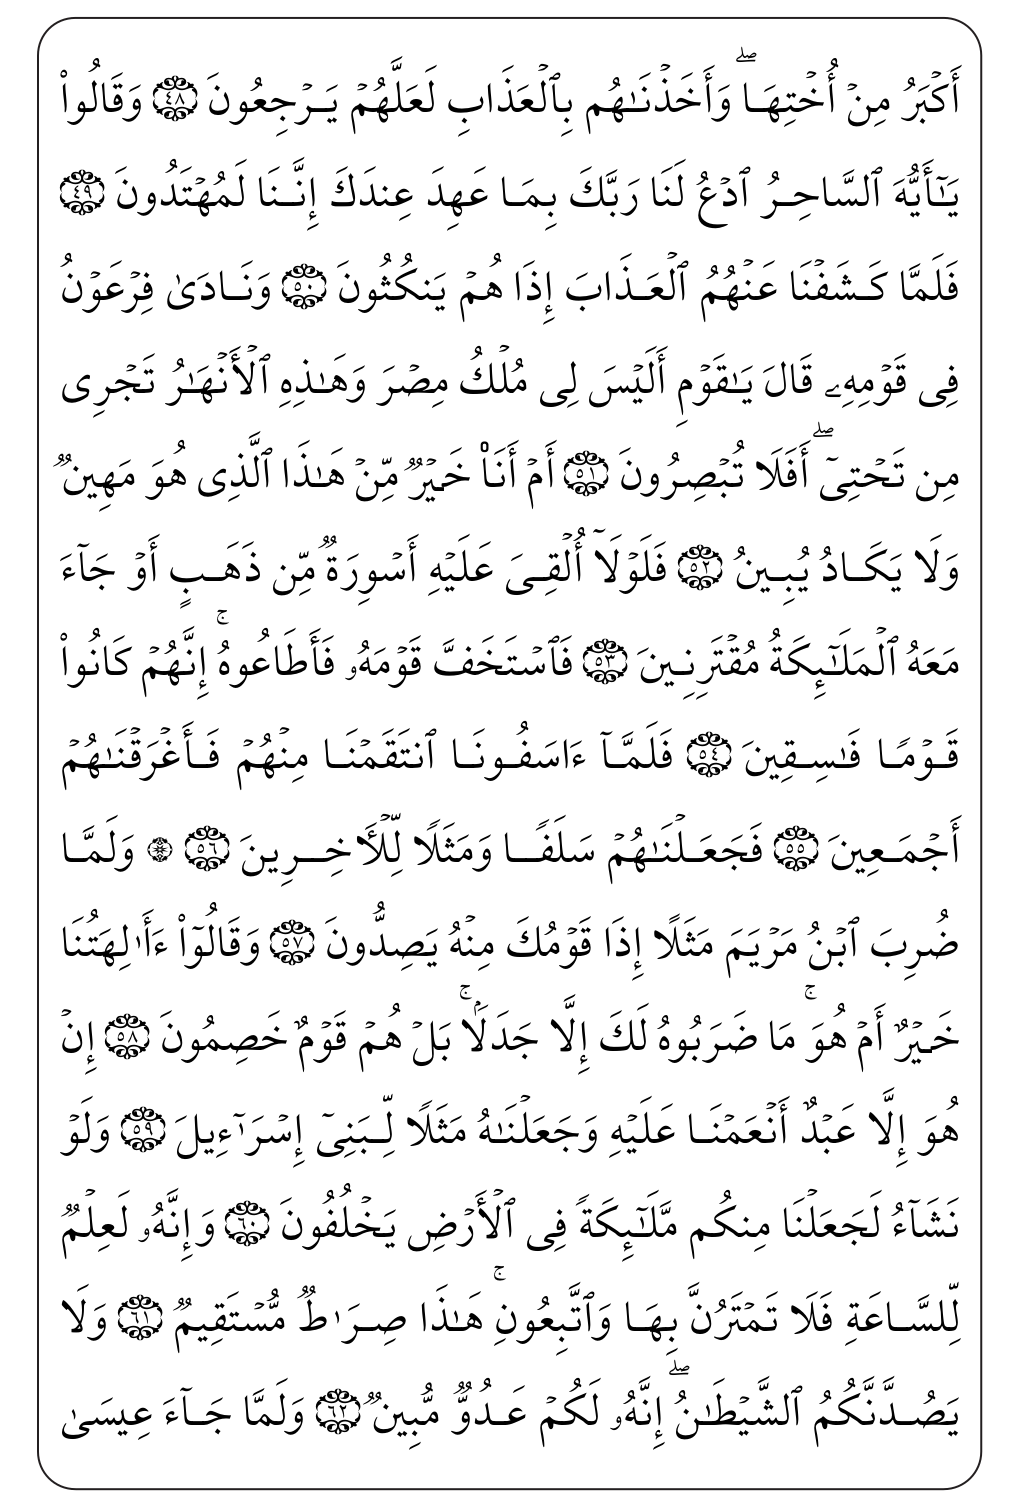 أَكۡبَرُ مِنۡ أُخۡتِهَاۖ وَأَخَذۡنَٰهُم بِٱلۡعَذَابِ لَعَلَّهُمۡ يَرۡجِعُونَ ٤٨ وَقَالُواْ
يَٰٓأَيُّهَ ٱلسَّاحِرُ ٱدۡعُ لَنَا رَبَّكَ بِمَا عَهِدَ عِندَكَ إِنَّنَا لَمُهۡتَدُونَ ٤٩
فَلَمَّا كَشَفۡنَا عَنۡهُمُ ٱلۡعَذَابَ إِذَا هُمۡ يَنكُثُونَ ٥٠ وَنَادَىٰ فِرۡعَوۡنُ
فِي قَوۡمِهِۦ قَالَ يَٰقَوۡمِ أَلَيۡسَ لِي مُلۡكُ مِصۡرَ وَهَٰذِهِ ٱلۡأَنۡهَٰرُ تَجۡرِي
مِن تَحۡتِيٓۖ أَفَلَا تُبۡصِرُونَ ٥١ أَمۡ أَنَا۠ خَيۡرٞ مِّنۡ هَٰذَا ٱلَّذِي هُوَ مَهِينٞ
وَلَا يَكَادُ يُبِينُ ٥٢ فَلَوۡلَآ أُلۡقِيَ عَلَيۡهِ أَسۡوِرَةٞ مِّن ذَهَبٍ أَوۡ جَآءَ
مَعَهُ ٱلۡمَلَٰٓئِكَةُ مُقۡتَرِنِينَ ٥٣ فَٱسۡتَخَفَّ قَوۡمَهُۥ فَأَطَاعُوهُۚ إِنَّهُمۡ كَانُواْ
قَوۡمٗا فَٰسِقِينَ ٥٤ فَلَمَّآ ءَاسَفُونَا ٱنتَقَمۡنَا مِنۡهُمۡ فَأَغۡرَقۡنَٰهُمۡ
أَجۡمَعِينَ ٥٥ فَجَعَلۡنَٰهُمۡ سَلَفٗا وَمَثَلٗا لِّلۡأٓخِرِينَ ٥٦ ۞ وَلَمَّا
ضُرِبَ ٱبۡنُ مَرۡيَمَ مَثَلًا إِذَا قَوۡمُكَ مِنۡهُ يَصِدُّونَ ٥٧ وَقَالُوٓاْ ءَأَٰلِهَتُنَا
خَيۡرٌ أَمۡ هُوَۚ مَا ضَرَبُوهُ لَكَ إِلَّا جَدَلَۢاۚ بَلۡ هُمۡ قَوۡمٌ خَصِمُونَ ٥٨ إِنۡ
هُوَ إِلَّا عَبۡدٌ أَنۡعَمۡنَا عَلَيۡهِ وَجَعَلۡنَٰهُ مَثَلٗا لِّبَنِيٓ إِسۡرَٰٓءِيلَ ٥٩ وَلَوۡ
نَشَآءُ لَجَعَلۡنَا مِنكُم مَّلَٰٓئِكَةٗ فِي ٱلۡأَرۡضِ يَخۡلُفُونَ ٦٠ وَإِنَّهُۥ لَعِلۡمٞ
لِّلسَّاعَةِ فَلَا تَمۡتَرُنَّ بِهَا وَٱتَّبِعُونِۚ هَٰذَا صِرَٰطٞ مُّسۡتَقِيمٞ ٦١ وَلَا
يَصُدَّنَّكُمُ ٱلشَّيۡطَٰنُۖ إِنَّهُۥ لَكُمۡ عَدُوّٞ مُّبِينٞ ٦٢ وَلَمَّا جَآءَ عِيسَىٰ